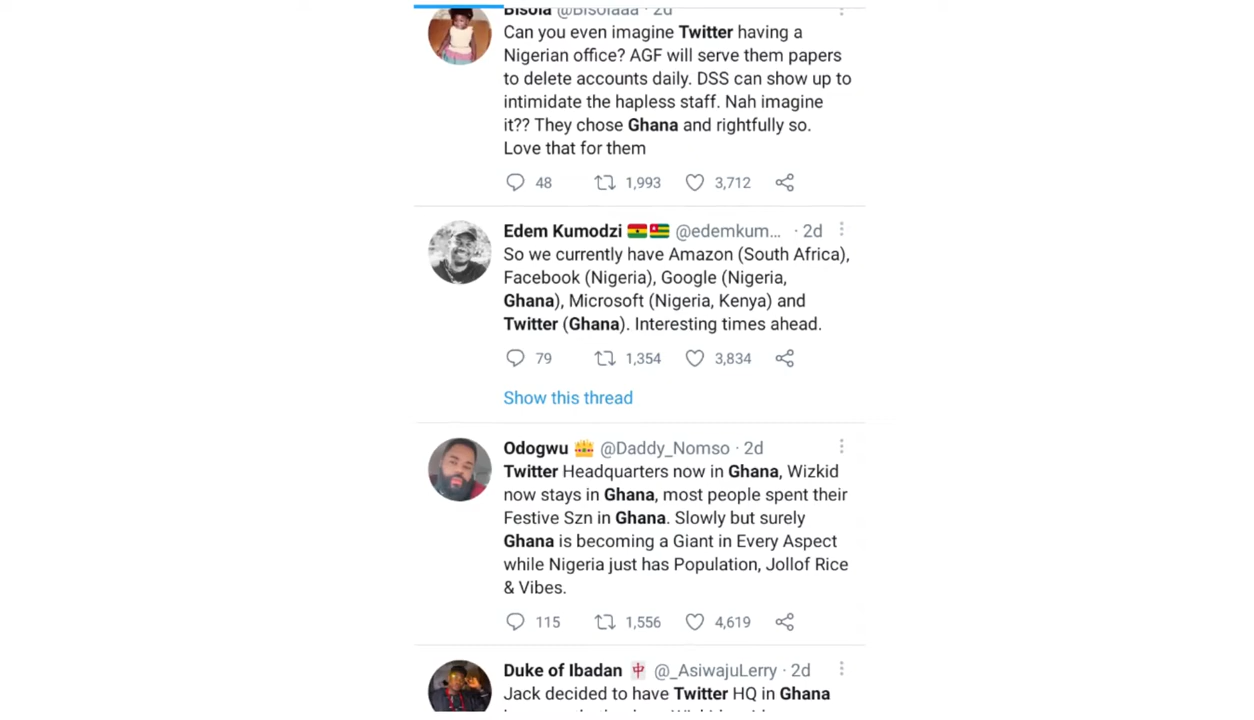 Bisola @Bisolaaa · 2d
Can you even imagine Twitter having a
Nigerian office? AGF will serve them papers
to delete accounts daily. DSS can show up to
intimidate the hapless staff. Nah imagine
it?? They chose Ghana and rightfully so.
Love that for them
48 1,993 3,712
Edem Kumodzi 🇬🇭🇹🇬 @edemkum... · 2d
So we currently have Amazon (South Africa),
Facebook (Nigeria), Google (Nigeria,
Ghana), Microsoft (Nigeria, Kenya) and
Twitter (Ghana). Interesting times ahead.
79 1,354 3,834
Show this thread
Odogwu 👑 @Daddy_Nomso · 2d
Twitter Headquarters now in Ghana, Wizkid
now stays in Ghana, most people spent their
Festive Szn in Ghana. Slowly but surely
Ghana is becoming a Giant in Every Aspect
while Nigeria just has Population, Jollof Rice
& Vibes.
115 1,556 4,619
Duke of Ibadan 🀄 @_AsiwajuLerry · 2d
Jack decided to have Twitter HQ in Ghana